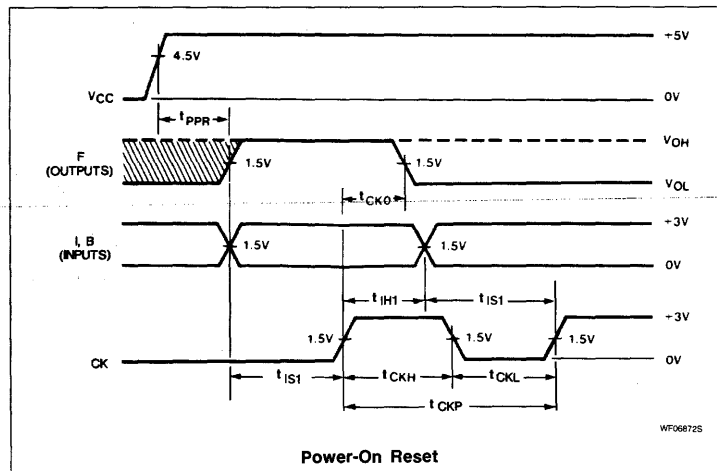 +5V
4.5V
VCC
0V
tPPR
VOH
F
(OUTPUTS)
1.5V
1.5V
VOL
tCKO
+3V
I, B
(INPUTS)
1.5V
1.5V
0V
tIH1
tIS1
+3V
1.5V
1.5V
1.5V
CK
0V
tIS1
tCKH
tCKL
tCKP
WF06872S
Power-On Reset